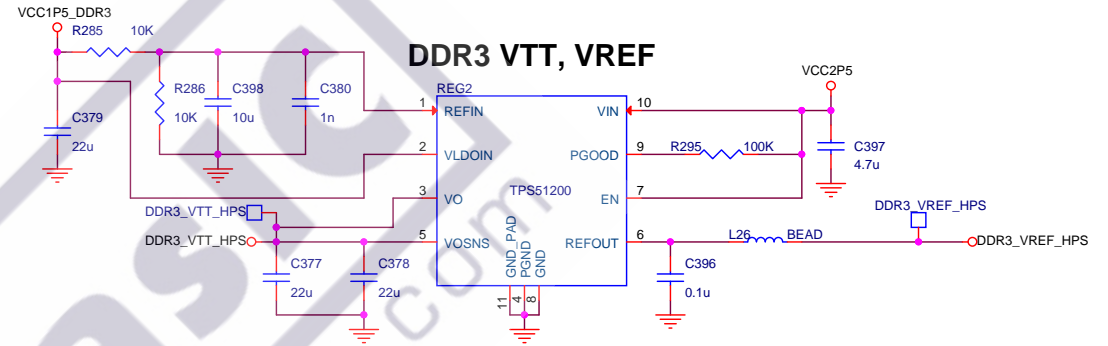 VCC1P5_DDR3
R285 10K
DDR3 VTT, VREF
VCC2P5
R286
10K
C398
10u
C380
1n
C379
22u
REG2
1 REFIN
2 VLDOIN
3 VO
5 VOSNS
TPS51200
VIN 10
PGOOD 9
EN 7
REFOUT 6
GND_PAD
PGND
GND
11
4
8
R295 100K
C397
4.7u
DDR3_VTT_HPS
DDR3_VTT_HPS
C377
22u
C378
22u
L26 BEAD
C396
0.1u
DDR3_VREF_HPS
DDR3_VREF_HPS
asic
com